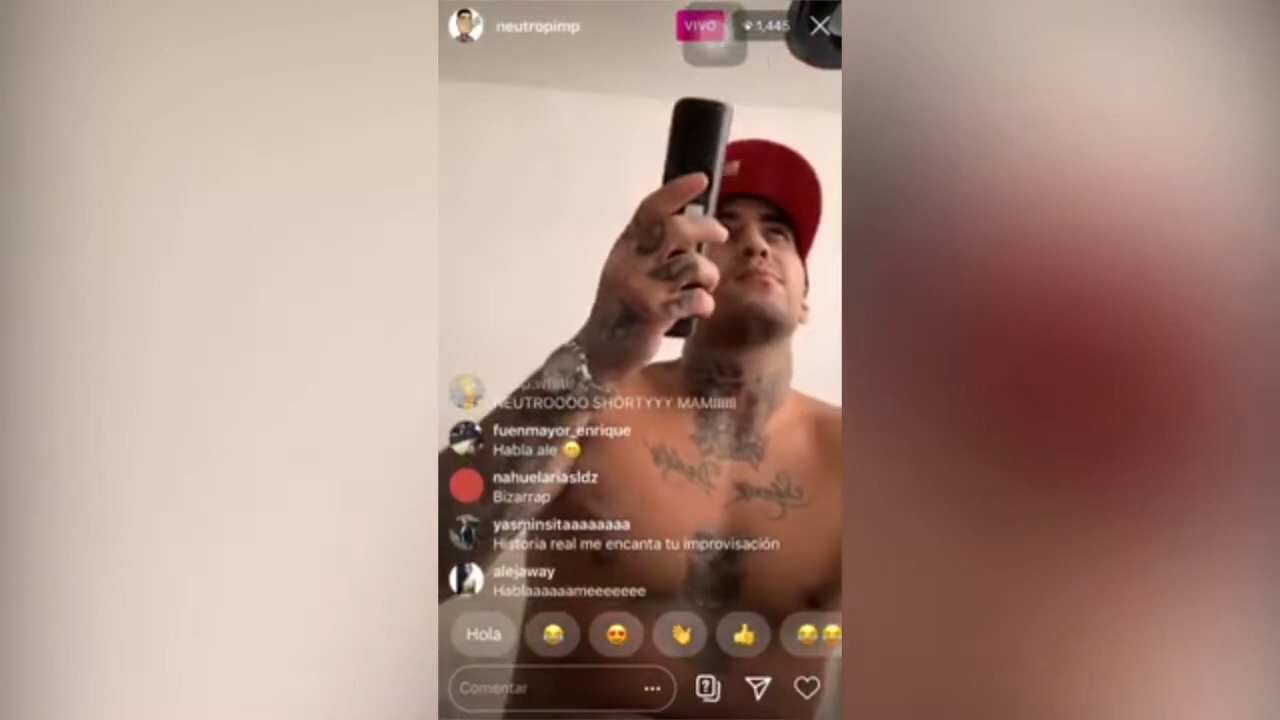 neutropimp
VIVO
1,445
NEUTROOOO SHORTYYY MAMIIIIII
fuenmayor_enrique
Habla ale
nahuelariasldz
Bizarrap
yasminsitaaaaaaaa
Historia real me encanta tu improvisación
alejaway
Hablaaaaaameeeeeee
Hola
Comentar